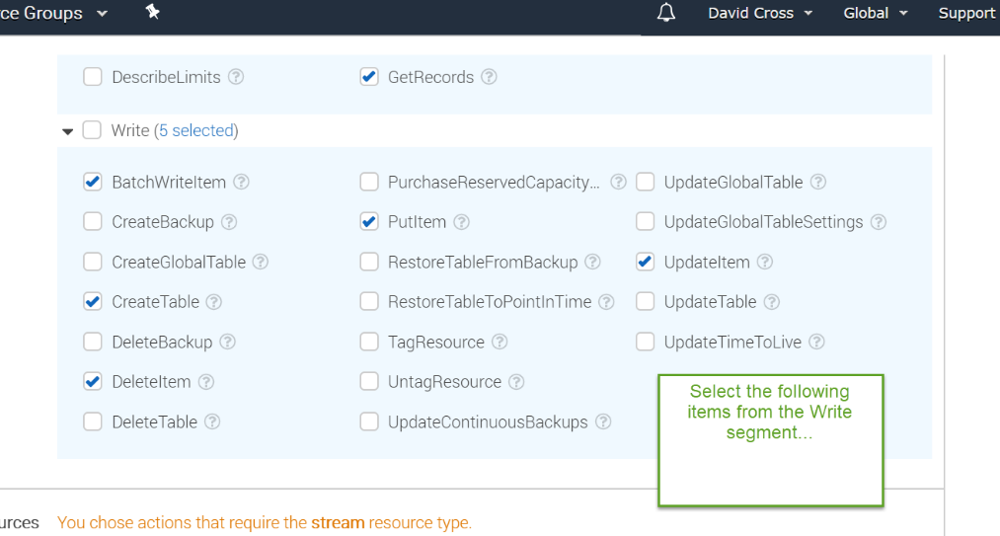 ce Groups David Cross Global Support
DescribeLimits GetRecords
Write (5 selected)
BatchWriteItem PurchaseReservedCapacity... UpdateGlobalTable
CreateBackup PutItem UpdateGlobalTableSettings
CreateGlobalTable RestoreTableFromBackup UpdateItem
CreateTable RestoreTableToPointInTime UpdateTable
DeleteBackup TagResource UpdateTimeToLive
DeleteItem UntagResource
DeleteTable UpdateContinuousBackups
Select the following
items from the Write
segment...
urces You chose actions that require the stream resource type.